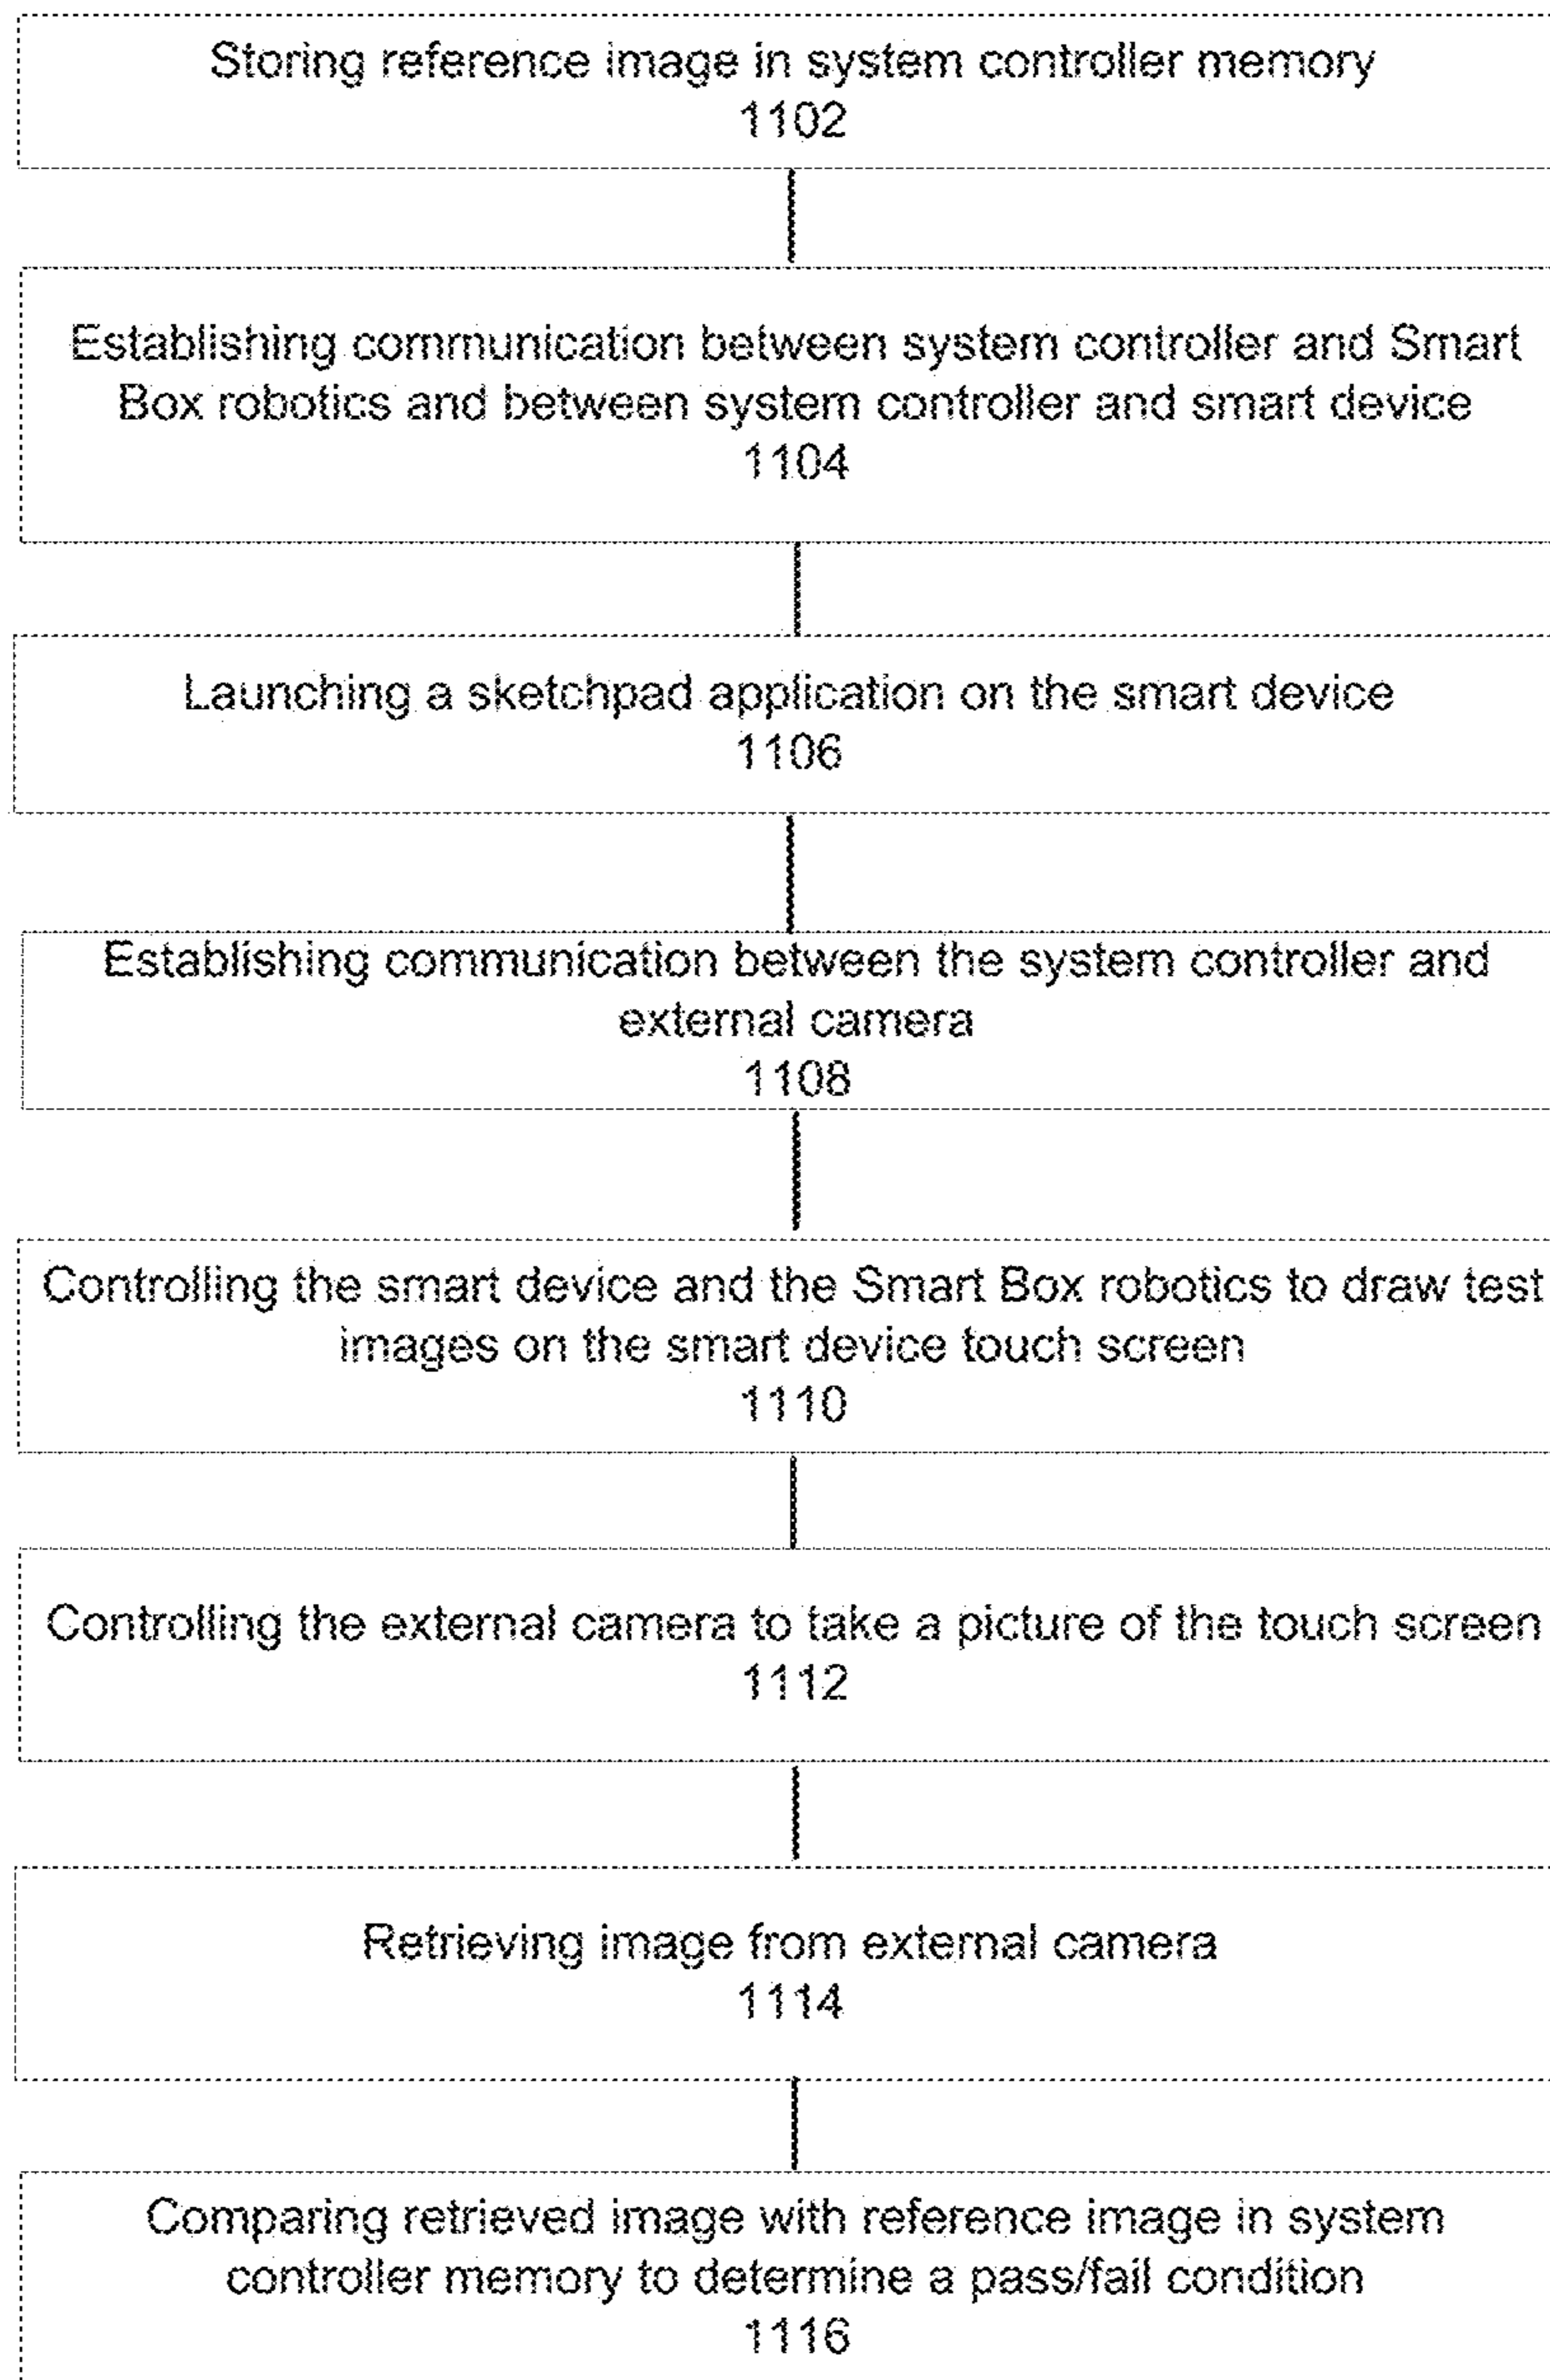 Storing reference image in system controller memory
1102
Establishing communication between system controller and Smart
Box robotics and between system controller and smart device
1104
Launching a sketchpad application on the smart device
1106
Establishing communication between the system controller and
external camera
1108
Controlling the smart device and the Smart Box robotics to draw test
images on the smart device touch screen
1110
Controlling the external camera to take a picture of the touch screen
1112
Retrieving image from external camera
1114
Comparing retrieved image with reference image in system
controller memory to determine a pass/fail condition
1116